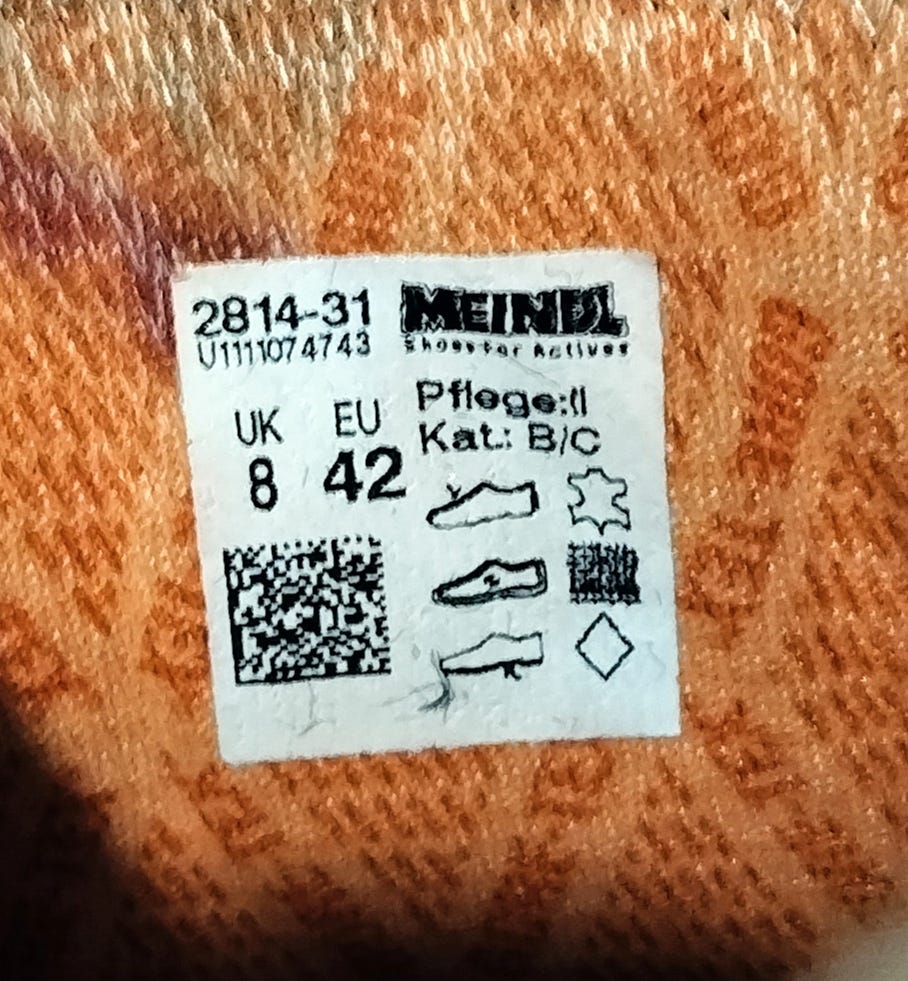 2814-31
U1111074743
MEINDL
Shoes for Actives
UK EU
8 42
Pflege:II
Kat.: B/C